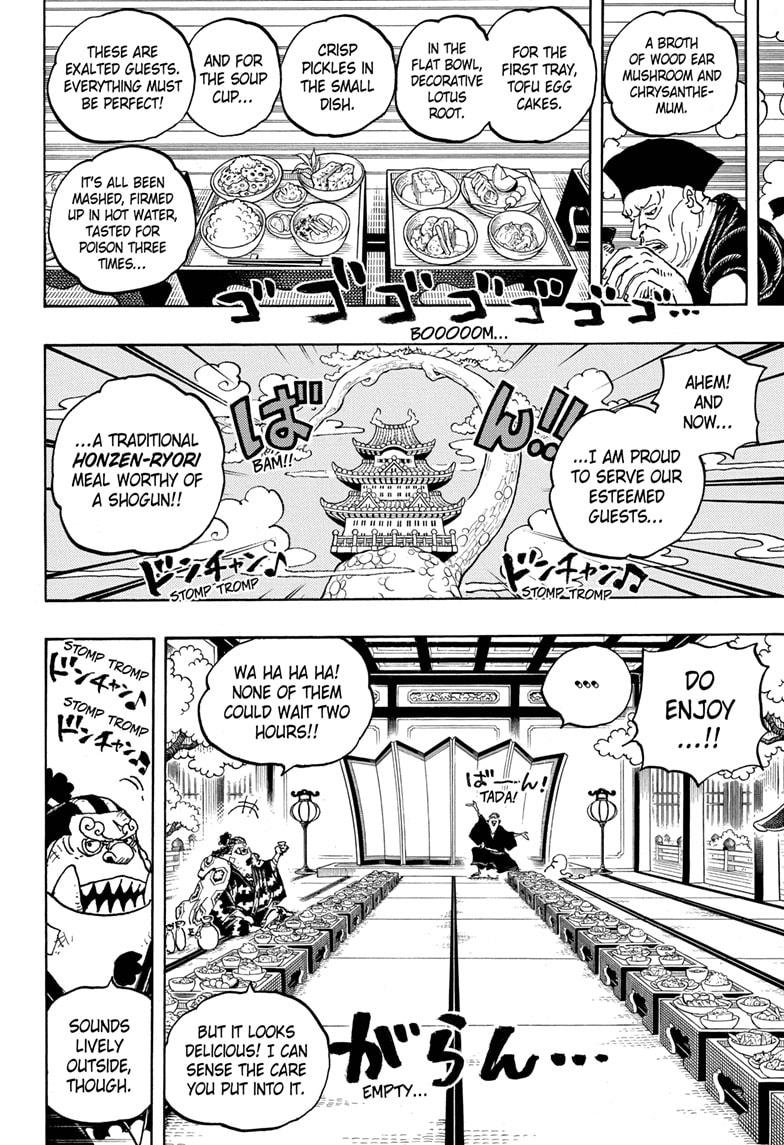 A BROTH
OF WOOD EAR
MUSHROOM AND
CHRYSANTHE-
MUM.
FOR
THE
FIRST TRAY,
TOFU EGG
CAKES.
IN THE
FLAT BOWL,
DECORATIVE
LOTUS
ROOT.
CRISP
PICKLES IN
THE SMALL
DISH.
AND FOR
THE SOUP
CUP...
THESE ARE
EXALTED GUESTS.
EVERYTHING MUST
BE PERFECT!
IT'S ALL BEEN
MASHED, FIRMED
UP IN HOT WATER,
TASTED FOR
POISON THREE
TIMES...
ゴゴゴゴゴゴゴ...
BOOOOOM...
AHEM!
AND
NOW...
...I AM PROUD
TO SERVE OUR
ESTEEMED
GUESTS...
ばん!!
BAM!!
...A TRADITIONAL
HONZEN-RYORI
MEAL WORTHY OF
A SHOGUN!!
ドンチャン♪
STOMP TROMP
ドンチャン♫
STOMP TROMP
DO
ENJOY
...!!
...
ばーん!
TADA!
WA HA HA HA!
NONE OF THEM
COULD WAIT TWO
HOURS!!
BUT IT LOOKS
DELICIOUS! I CAN
SENSE THE CARE
YOU PUT INTO IT.
がらん...
EMPTY...
STOMP TROMP
ドンチャン♪
STOMP TROMP
ドンチャン♫
SOUNDS
LIVELY
OUTSIDE,
THOUGH.